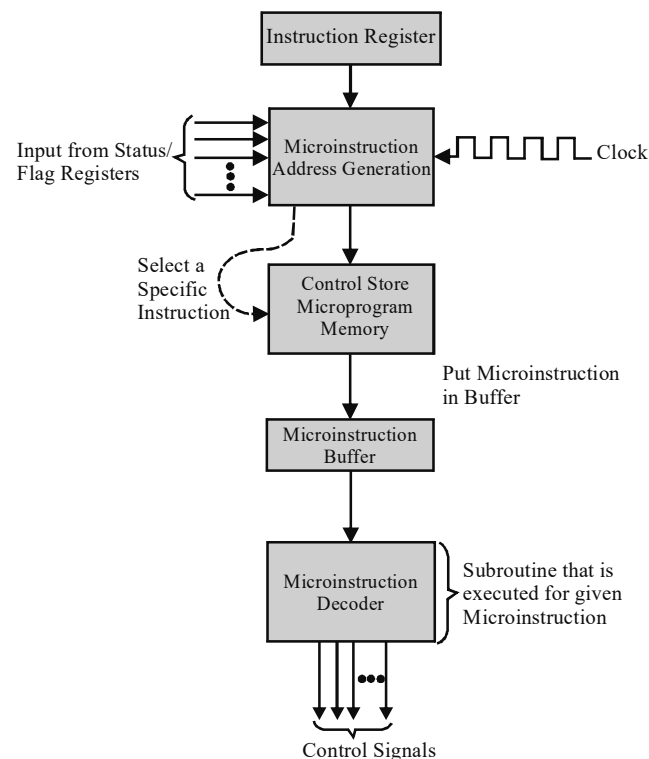 Instruction Register
Input from Status/
Flag Registers
Microinstruction
Address Generation
Clock
Select a
Specific
Instruction
Control Store
Microprogram
Memory
Put Microinstruction
in Buffer
Microinstruction
Buffer
Microinstruction
Decoder
Subroutine that is
executed for given
Microinstruction
Control Signals